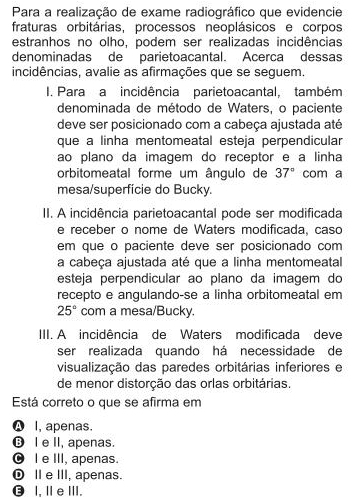 Para a realização de exame radiográfico que evidencie
fraturas orbitárias, processos neoplásicos e corpos
estranhos no olho, podem ser realizadas incidências
denominadas de parietoacantal. Acerca dessas
incidências, avalie as afirmações que se seguem.
I. Para a incidência parietoacantal, também
denominada de método de Waters, o paciente
deve ser posicionado com a cabeça ajustada até
que a linha mentomeatal esteja perpendicular
ao plano da imagem do receptor e a linha
orbitomeatal forme um ângulo de 37° com a
mesa/superfície do Bucky.
II. A incidência parietoacantal pode ser modificada
e receber o nome de Waters modificada, caso
em que o paciente deve ser posicionado com
a cabeça ajustada até que a linha mentomeatal
esteja perpendicular ao plano da imagem do
recepto e angulando-se a linha orbitomeatal em
25° com a mesa/Bucky.
III. A incidência de Waters modificada deve
ser realizada quando há necessidade de
visualização das paredes orbitárias inferiores e
de menor distorção das orlas orbitárias.
Está correto o que se afirma em
A I, apenas.
B I e II, apenas.
C I e III, apenas.
D II e III, apenas.
E I, II e III.